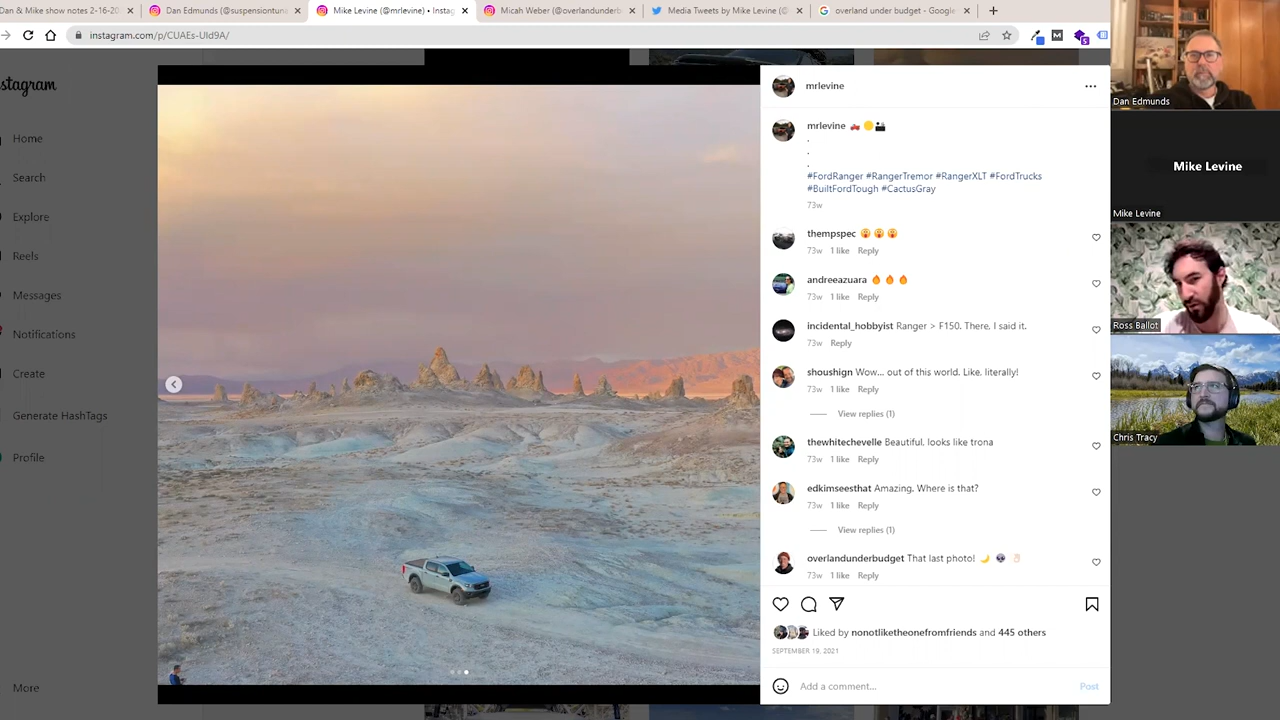 Dan & Mike show notes 2-16-20
Dan Edmunds (@suspensiontune
Mike Levine (@mrlevine) • Instag
Micah Weber (@overlandunderb
Media Tweets by Mike Levine (@
overland under budget - Google
instagram.com/p/CUAEs-Uld9A/
stagram
Home
Search
Explore
Reels
Messages
Notifications
Create
Generate HashTags
Profile
More
mrlevine
mrlevine
.
.
.
#FordRanger #RangerTremor #RangerXLT #FordTrucks
#BuiltFordTough #CactusGray
73w
thempspec
73w 1 like Reply
andreeazuara
73w 1 like Reply
incidental_hobbyist Ranger > F150. There, I said it.
73w Reply
shoushign Wow... out of this world. Like, literally!
73w 1 like Reply
View replies (1)
thewhitechevelle Beautiful, looks like trona
73w 1 like Reply
edkimseesthat Amazing. Where is that?
73w 1 like Reply
View replies (1)
overlandunderbudget That last photo!
73w 1 like Reply
Liked by nonotliketheonefromfriends and 445 others
SEPTEMBER 19, 2021
Add a comment...
Post
Dan Edmunds
Mike Levine
Mike Levine
Ross Ballot
Chris Tracy